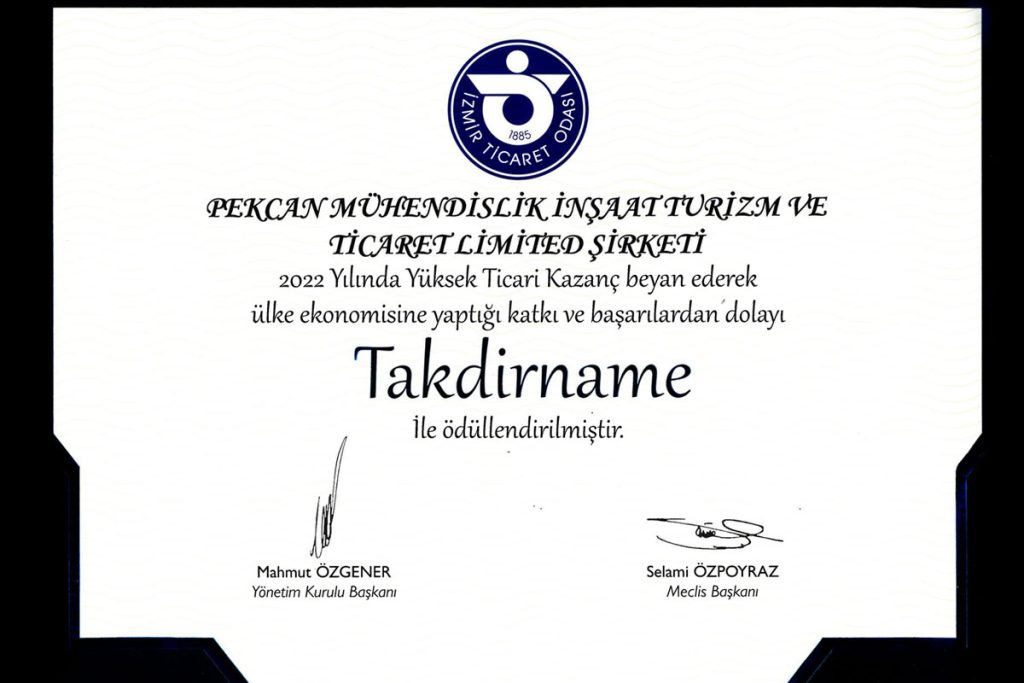 İZMİR TİCARET ODASI
1885
PEKCAN MÜHENDİSLİK İNŞAAT TURİZM VE
TİCARET LİMİTED ŞİRKETİ
2022 Yılında Yüksek Ticari Kazanç beyan ederek
ülke ekonomisine yaptığı katkı ve başarılardan dolayı
Takdirname
İle ödüllendirilmiştir.
Mahmut ÖZGENER
Yönetim Kurulu Başkanı
Selami ÖZPOYRAZ
Meclis Başkanı